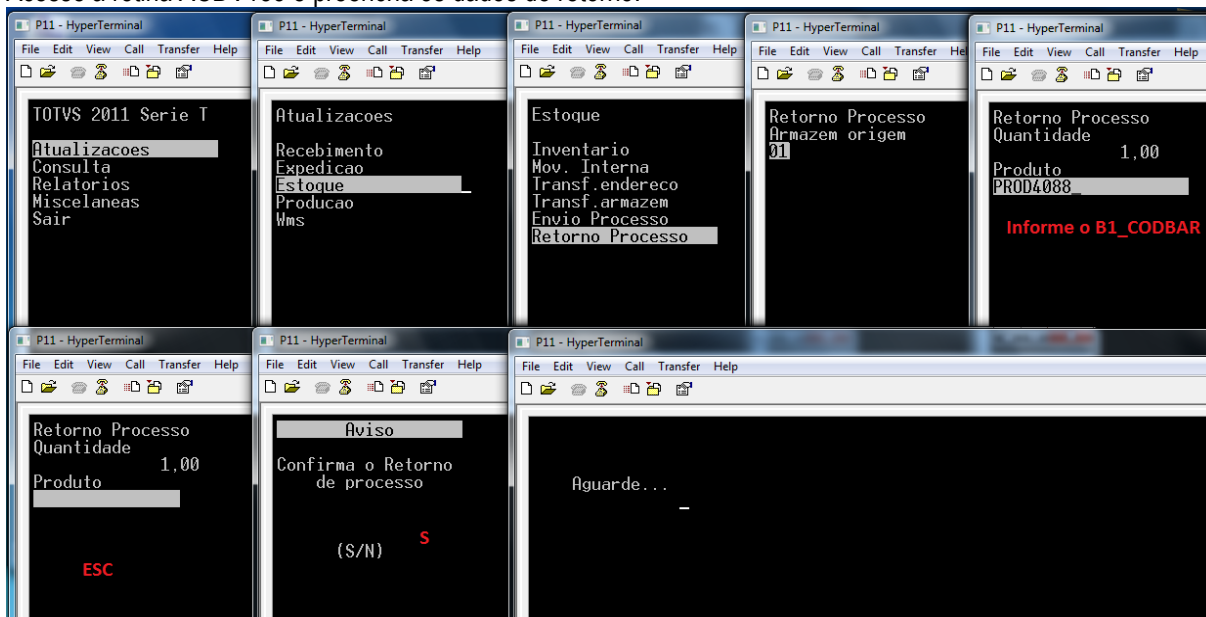 P11 - HyperTerminal
File Edit View Call Transfer Help
TOTVS 2011 Serie T
Atualizacoes
Consulta
Relatorios
Miscelaneas
Sair
P11 - HyperTerminal
File Edit View Call Transfer Help
Atualizacoes
Recebimento
Expedicao
Estoque
Producao
Wms
P11 - HyperTerminal
File Edit View Call Transfer Help
Estoque
Inventario
Mov. Interna
Transf.endereco
Transf.armazem
Envio Processo
Retorno Processo
P11 - HyperTerminal
File Edit View Call Transfer Hel
Retorno Processo
Armazem origem
01
P11 - HyperTerminal
File Edit View Call Transfer Help
Retorno Processo
Quantidade
1,00
Produto
PROD4088_
Informe o B1_CODBAR
P11 - HyperTerminal
File Edit View Call Transfer Help
Retorno Processo
Quantidade
1,00
Produto
ESC
P11 - HyperTerminal
File Edit View Call Transfer Help
Aviso
Confirma o Retorno
de processo
S
(S/N)
P11 - HyperTerminal
File Edit View Call Transfer Help
Aguarde...